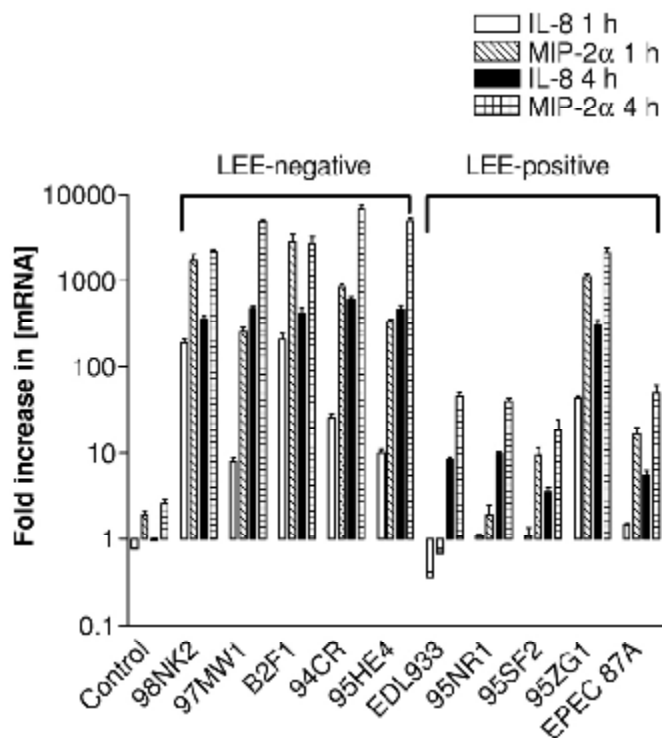 IL-8 1 h
MIP-2α 1 h
IL-8 4 h
MIP-2α 4 h
LEE-negative
LEE-positive
Fold increase in [mRNA]
10000
1000
100
10
1
0.1
Control
98NK2
97MW1
B2F1
94CR
95HE4
EDL933
95NR1
95SF2
95ZG1
EPEC 87A